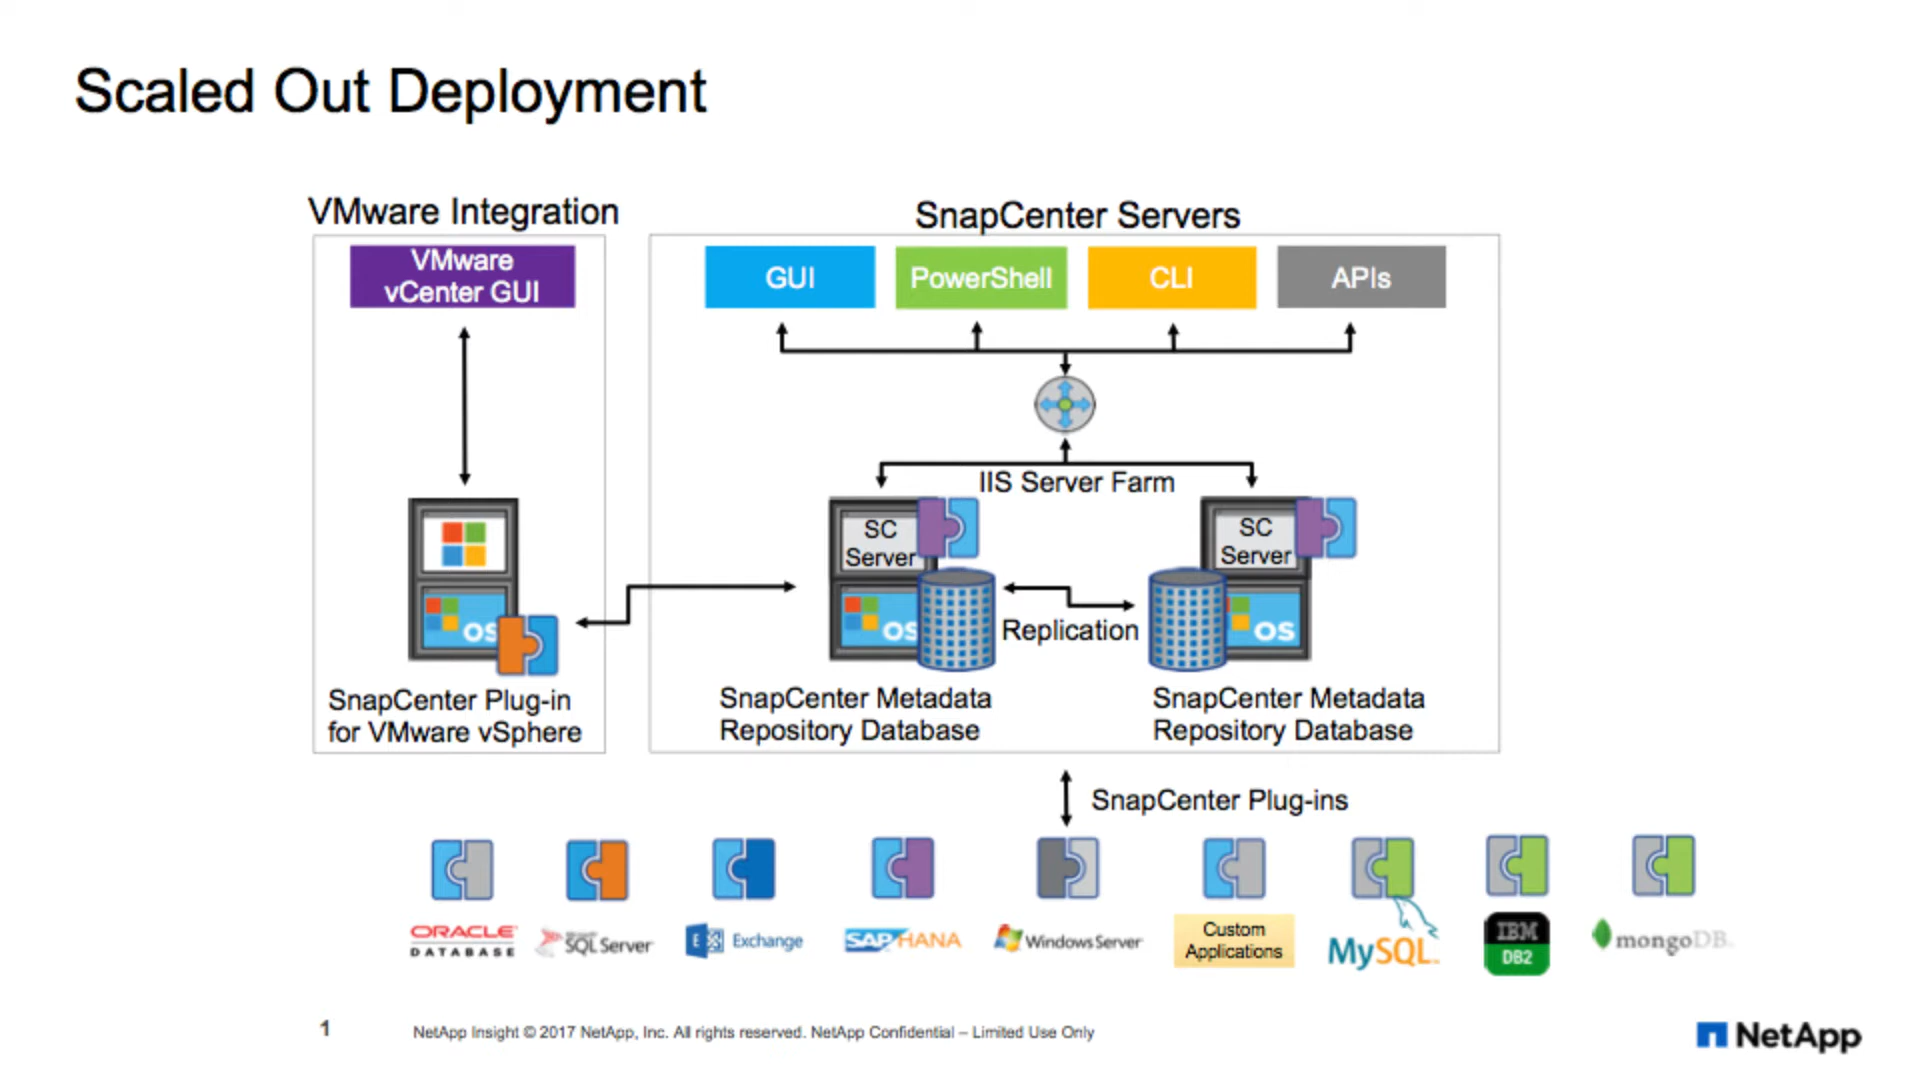 Scaled Out Deployment
VMware Integration
SnapCenter Servers
VMware
vCenter GUI
GUI
PowerShell
CLI
APIs
IIS Server Farm
SC
Server
SC
Server
OS
OS
OS
Replication
SnapCenter Plug-in
for VMware vSphere
SnapCenter Metadata
Repository Database
SnapCenter Metadata
Repository Database
SnapCenter Plug-ins
ORACLE
DATABASE
SQL Server
E Exchange
SAP HANA
Windows Server
Custom
Applications
MySQL
IBM
DB2
mongoDB
1
NetApp Insight © 2017 NetApp, Inc. All rights reserved. NetApp Confidential – Limited Use Only
NetApp